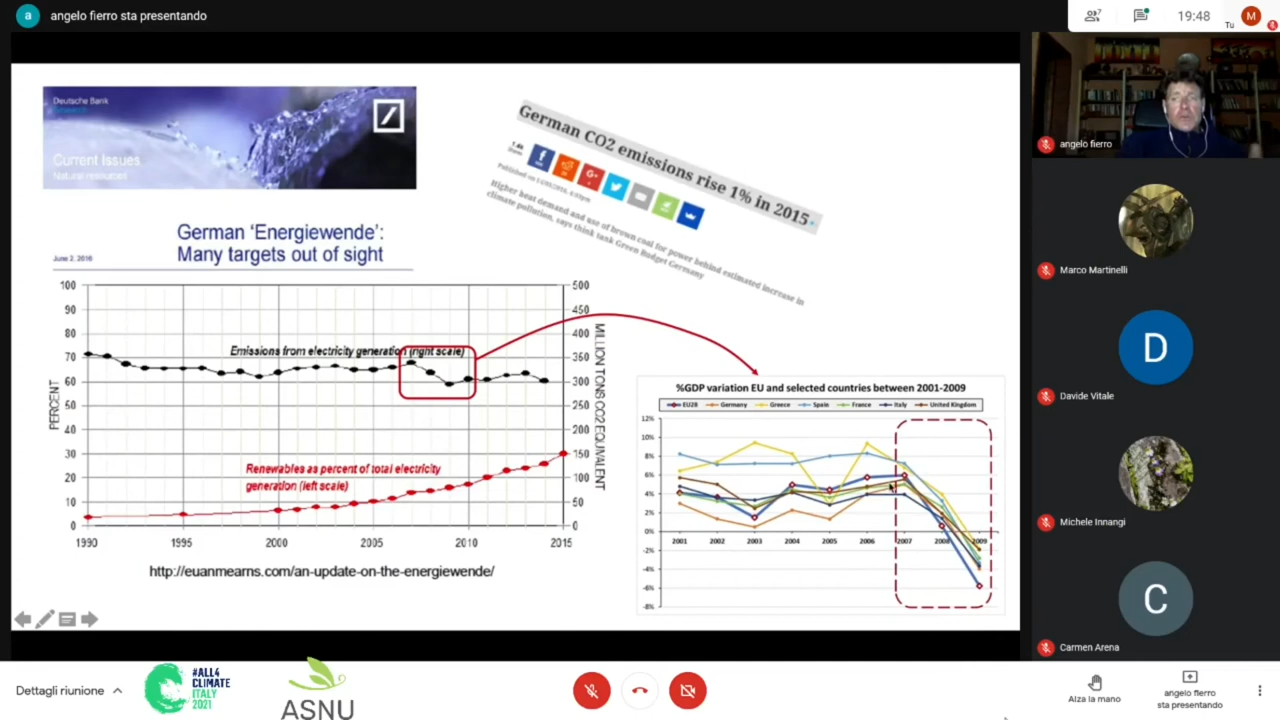 a angelo fierro sta presentando
7
19:48
Tu
M
Deutsche Bank
Research
Current Issues
Natural resources
German 'Energiewende':
Many targets out of sight
June 2, 2016
German CO2 emissions rise 1% in 2015
Higher heat demand and use of brown coal for power behind estimated increase in
climate pollution, says think tank Green Budget Germany
100
90
80
70
60
50
40
30
20
10
0
PERCENT
500
450
400
350
300
250
200
150
100
50
0
MILLION TONS CO2 EQUIVALENT
Emissions from electricity generation (right scale)
Renewables as percent of total electricity
generation (left scale)
1990 1995 2000 2005 2010 2015
http://euanmearns.com/an-update-on-the-energiewende/
%GDP variation EU and selected countries between 2001-2009
EU28 Germany Greece Spain France Italy United Kingdom
12%
10%
8%
6%
4%
2%
0%
-2%
-4%
-6%
-8%
2001 2002 2003 2004 2005 2006 2007 2008 2009
angelo fierro
Marco Martinelli
D
Davide Vitale
Michele Innangi
C
Carmen Arena
Dettagli riunione
#ALL4
CLIMATE
ITALY
2021
ASNU
Alza la mano
angelo fierro
sta presentando